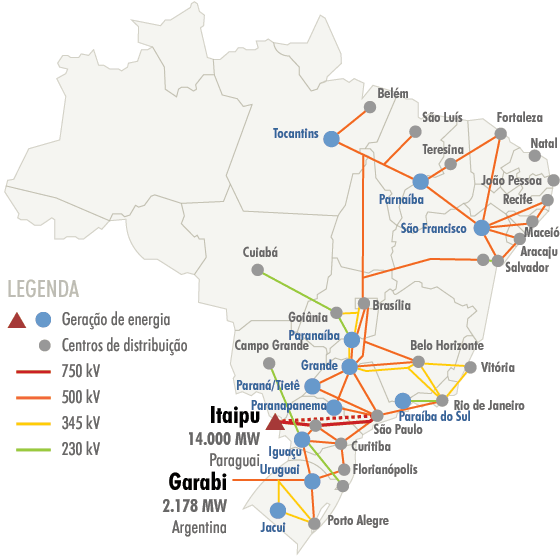 Belém
São Luís
Fortaleza
Tocantins
Teresina
Natal
João Pessoa
Parnaíba
Recife
São Francisco
Maceió
Aracaju
Cuiabá
Salvador
LEGENDA
Geração de energia
Centros de distribuição
750 kV
500 kV
345 kV
230 kV
Brasília
Goiânia
Paranaíba
Campo Grande
Belo Horizonte
Grande
Vitória
Paraná/Tietê
Paranapanema
Rio de Janeiro
Itaipu
14.000 MW
Paraguai
Paraíba do Sul
São Paulo
Curitiba
Iguaçu
Uruguai
Florianópolis
Garabi
2.178 MW
Argentina
Jacuí
Porto Alegre